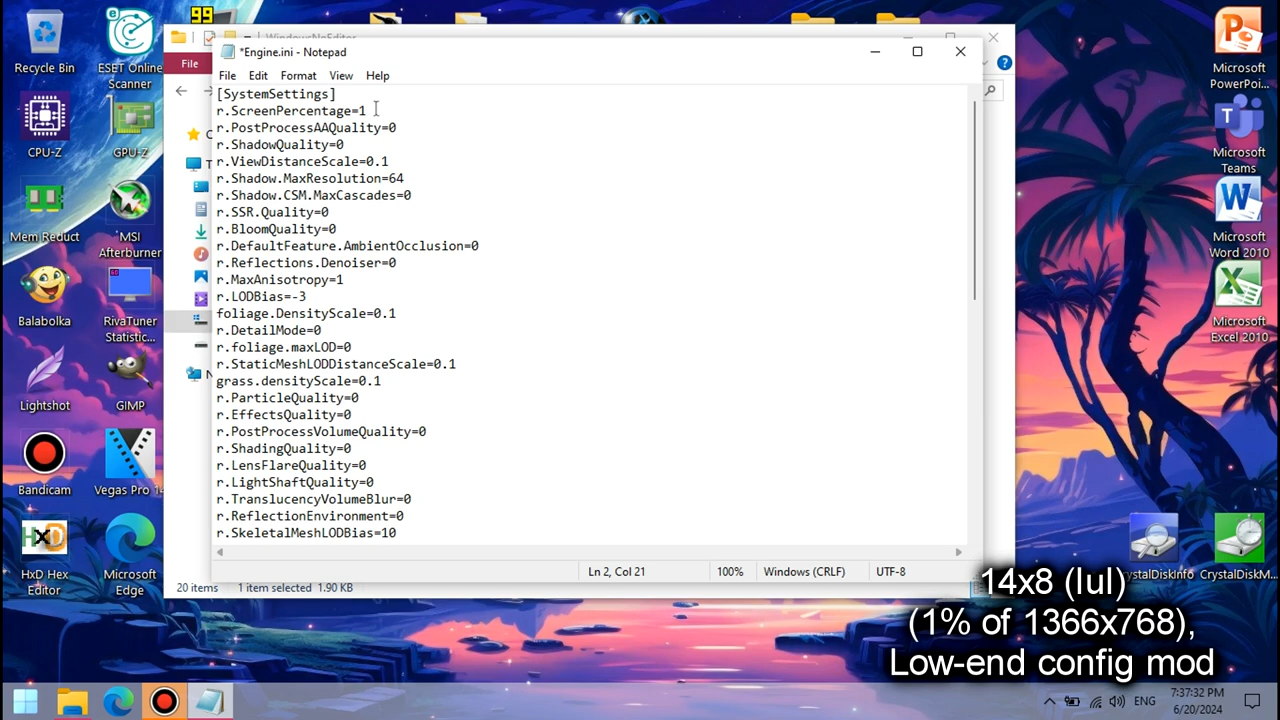 99
WindowsNoEditor
*Engine.ini - Notepad
File
File Edit Format View Help
[SystemSettings]
r.ScreenPercentage=1
r.PostProcessAAQuality=0
r.ShadowQuality=0
r.ViewDistanceScale=0.1
r.Shadow.MaxResolution=64
r.Shadow.CSM.MaxCascades=0
r.SSR.Quality=0
r.BloomQuality=0
r.DefaultFeature.AmbientOcclusion=0
r.Reflections.Denoiser=0
r.MaxAnisotropy=1
r.LODBias=-3
foliage.DensityScale=0.1
r.DetailMode=0
r.foliage.maxLOD=0
r.StaticMeshLODDistanceScale=0.1
grass.densityScale=0.1
r.ParticleQuality=0
r.EffectsQuality=0
r.PostProcessVolumeQuality=0
r.ShadingQuality=0
r.LensFlareQuality=0
r.LightShaftQuality=0
r.TranslucencyVolumeBlur=0
r.ReflectionEnvironment=0
r.SkeletalMeshLODBias=10
Ln 2, Col 21
100%
Windows (CRLF)
UTF-8
20 items
1 item selected 1.90 KB
Recycle Bin
ESET Online
Scanner
CPU-Z
GPU-Z
Mem Reduct
MSI
Afterburner
Balabolka
RivaTuner
Statistic...
Lightshot
GIMP
Bandicam
Vegas Pro 14
HxD
HxD Hex
Editor
Microsoft
Edge
Microsoft
PowerPoi...
Microsoft
Teams
Microsoft
Word 2010
Microsoft
Excel 2010
CrystalDiskM...
14x8 (lul)
(1% of 1366x768),
Low-end config mod
ENG
7:37:32 PM
6/20/2024